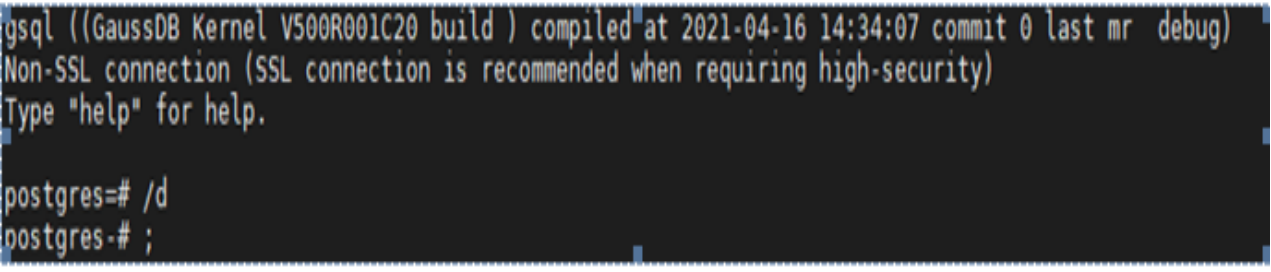 gsql ((GaussDB Kernel V500R001C20 build ) compiled at 2021-04-16 14:34:07 commit 0 last mr  debug)
Non-SSL connection (SSL connection is recommended when requiring high-security)
Type "help" for help.
postgres=# /d
postgres-# ;